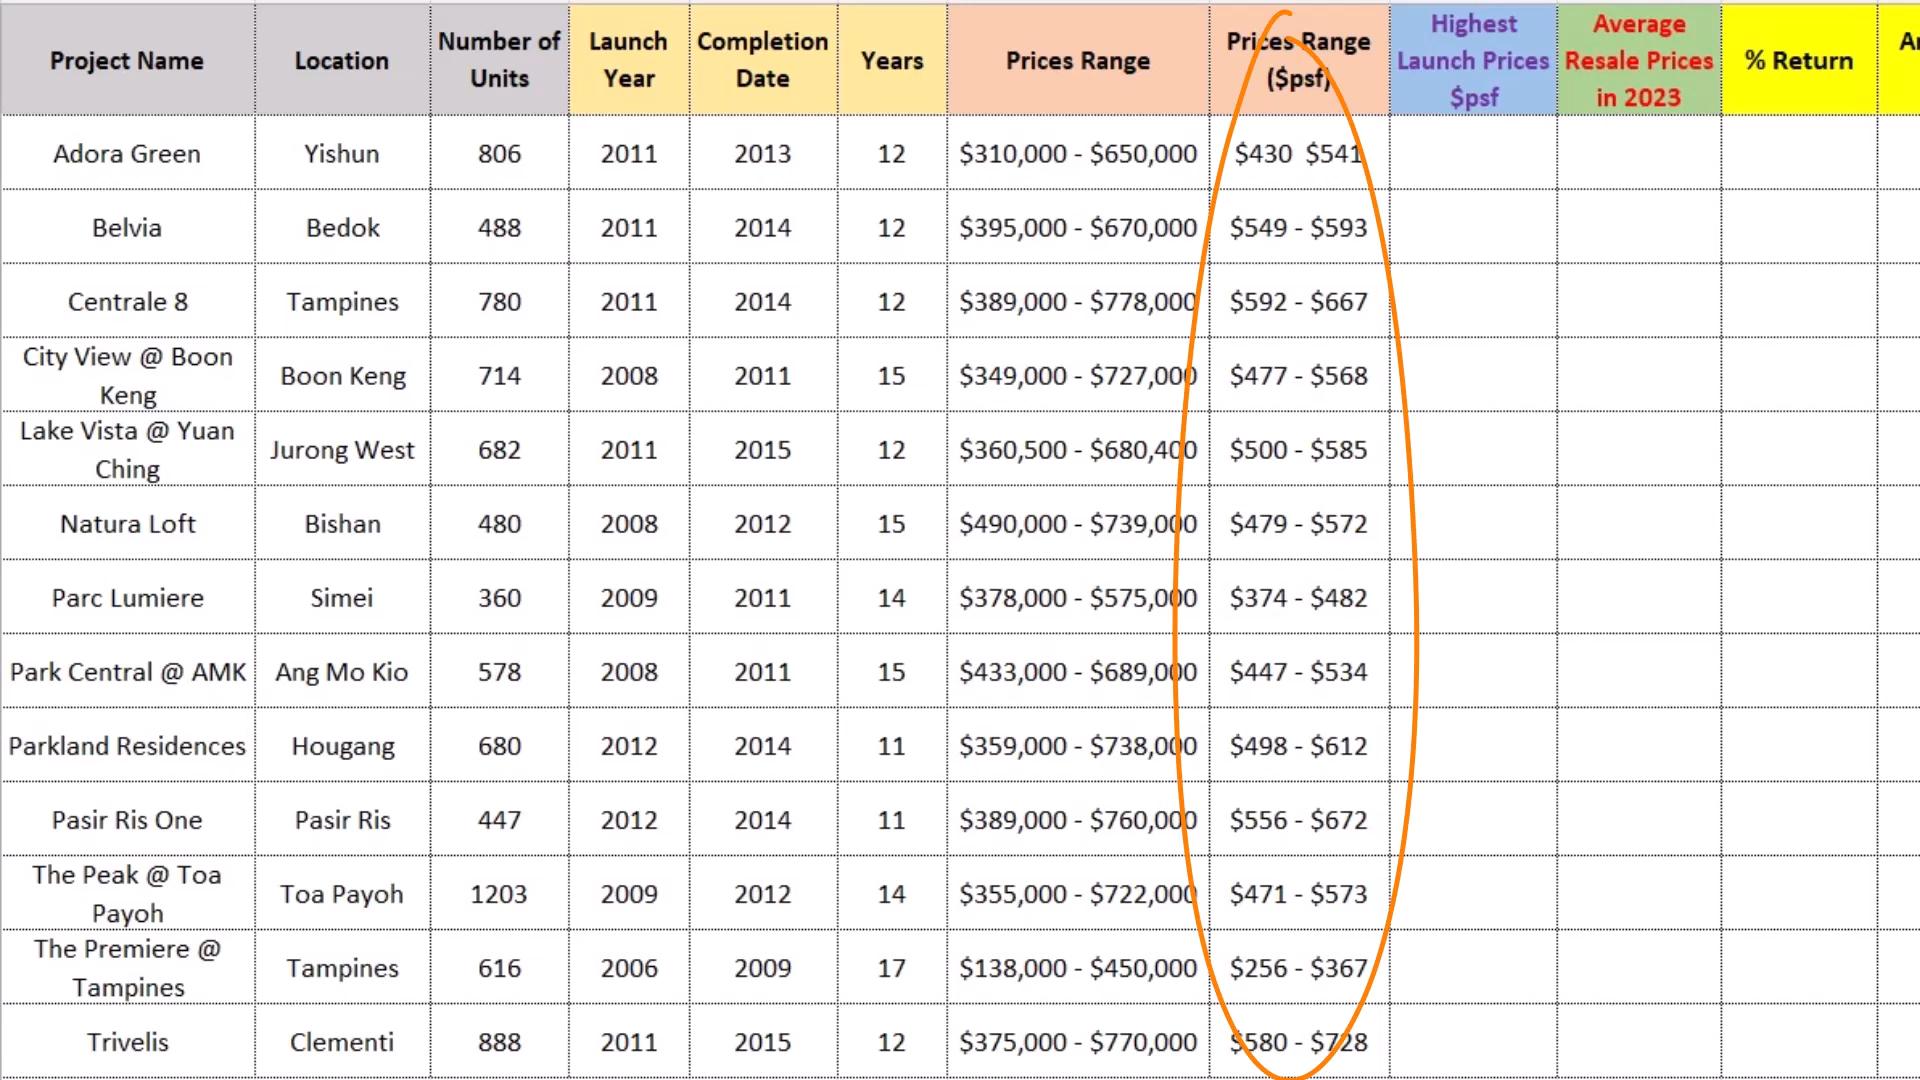 Project Name Location Number of Units Launch Year Completion Date Years Prices Range Prices Range ($psf) Highest Launch Prices $psf Average Resale Prices in 2023 % Return
Adora Green Yishun 806 2011 2013 12 $310,000 - $650,000 $430 $541
Belvia Bedok 488 2011 2014 12 $395,000 - $670,000 $549 - $593
Centrale 8 Tampines 780 2011 2014 12 $389,000 - $778,000 $592 - $667
City View @ Boon Keng Boon Keng 714 2008 2011 15 $349,000 - $727,000 $477 - $568
Lake Vista @ Yuan Ching Jurong West 682 2011 2015 12 $360,500 - $680,400 $500 - $585
Natura Loft Bishan 480 2008 2012 15 $490,000 - $739,000 $479 - $572
Parc Lumiere Simei 360 2009 2011 14 $378,000 - $575,000 $374 - $482
Park Central @ AMK Ang Mo Kio 578 2008 2011 15 $433,000 - $689,000 $447 - $534
Parkland Residences Hougang 680 2012 2014 11 $359,000 - $738,000 $498 - $612
Pasir Ris One Pasir Ris 447 2012 2014 11 $389,000 - $760,000 $556 - $672
The Peak @ Toa Payoh Toa Payoh 1203 2009 2012 14 $355,000 - $722,000 $471 - $573
The Premiere @ Tampines Tampines 616 2006 2009 17 $138,000 - $450,000 $256 - $367
Trivelis Clementi 888 2011 2015 12 $375,000 - $770,000 $580 - $728